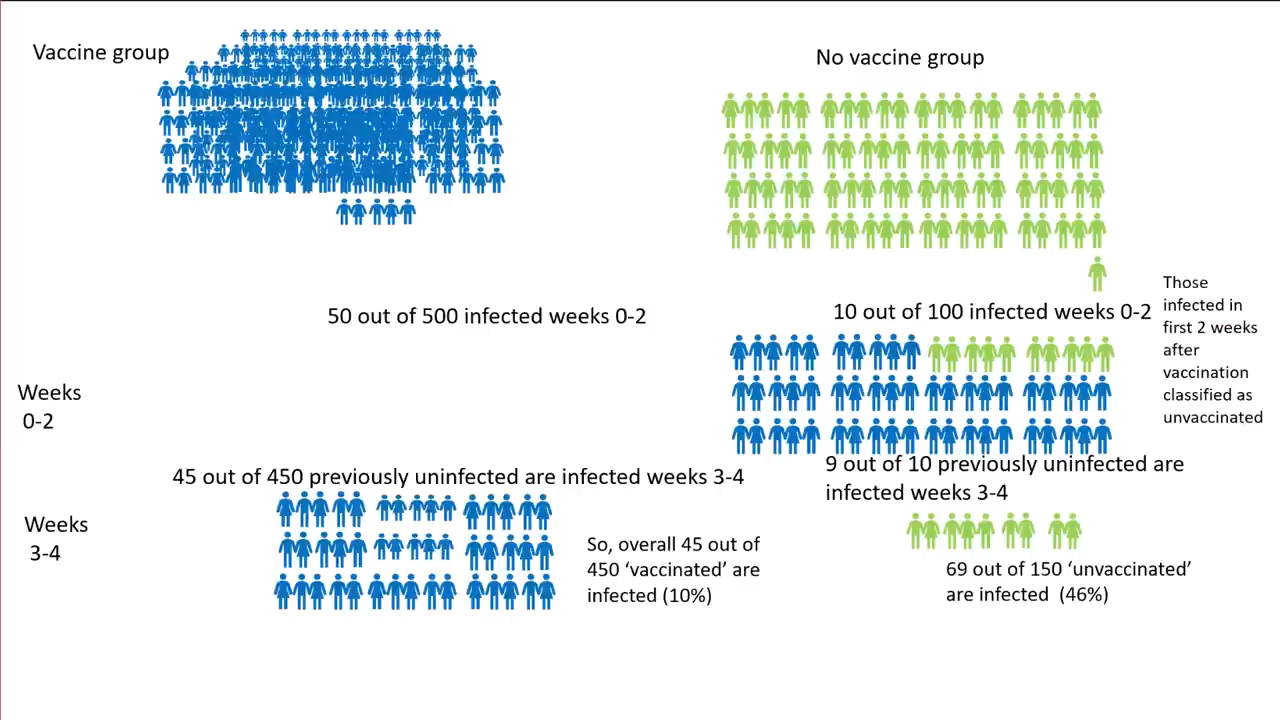 Vaccine group
No vaccine group
50 out of 500 infected weeks 0-2
10 out of 100 infected weeks 0-2
Those
infected in
first 2 weeks
after
vaccination
classified as
unvaccinated
Weeks
0-2
45 out of 450 previously uninfected are infected weeks 3-4
9 out of 10 previously uninfected are
infected weeks 3-4
Weeks
3-4
So, overall 45 out of
450 ‘vaccinated’ are
infected (10%)
69 out of 150 ‘unvaccinated’
are infected (46%)